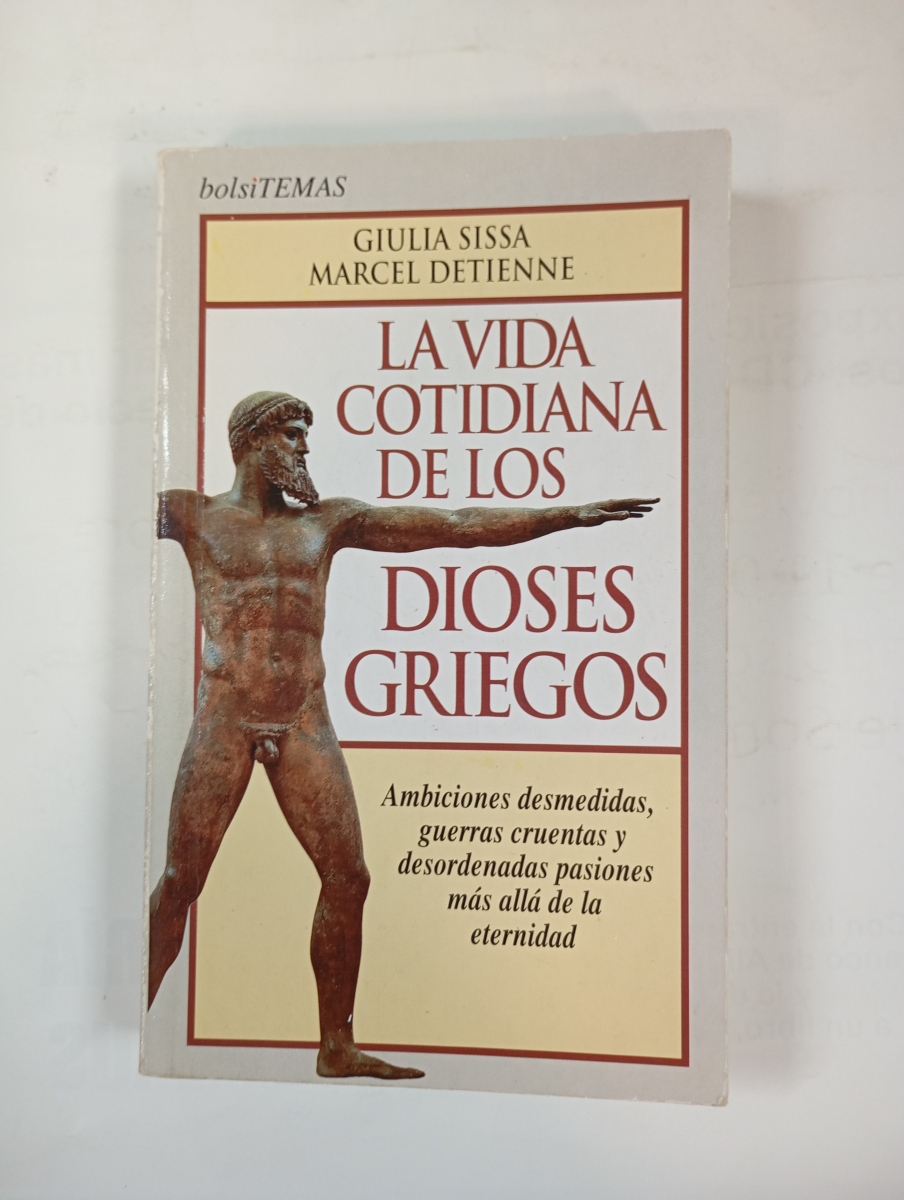 bolsiTEMAS
GIULIA SISSA
MARCEL DETIENNE
LA VIDA
COTIDIANA
DE LOS
DIOSES
GRIEGOS
Ambiciones desmedidas,
guerras cruentas y
desordenadas pasiones
más allá de la
eternidad